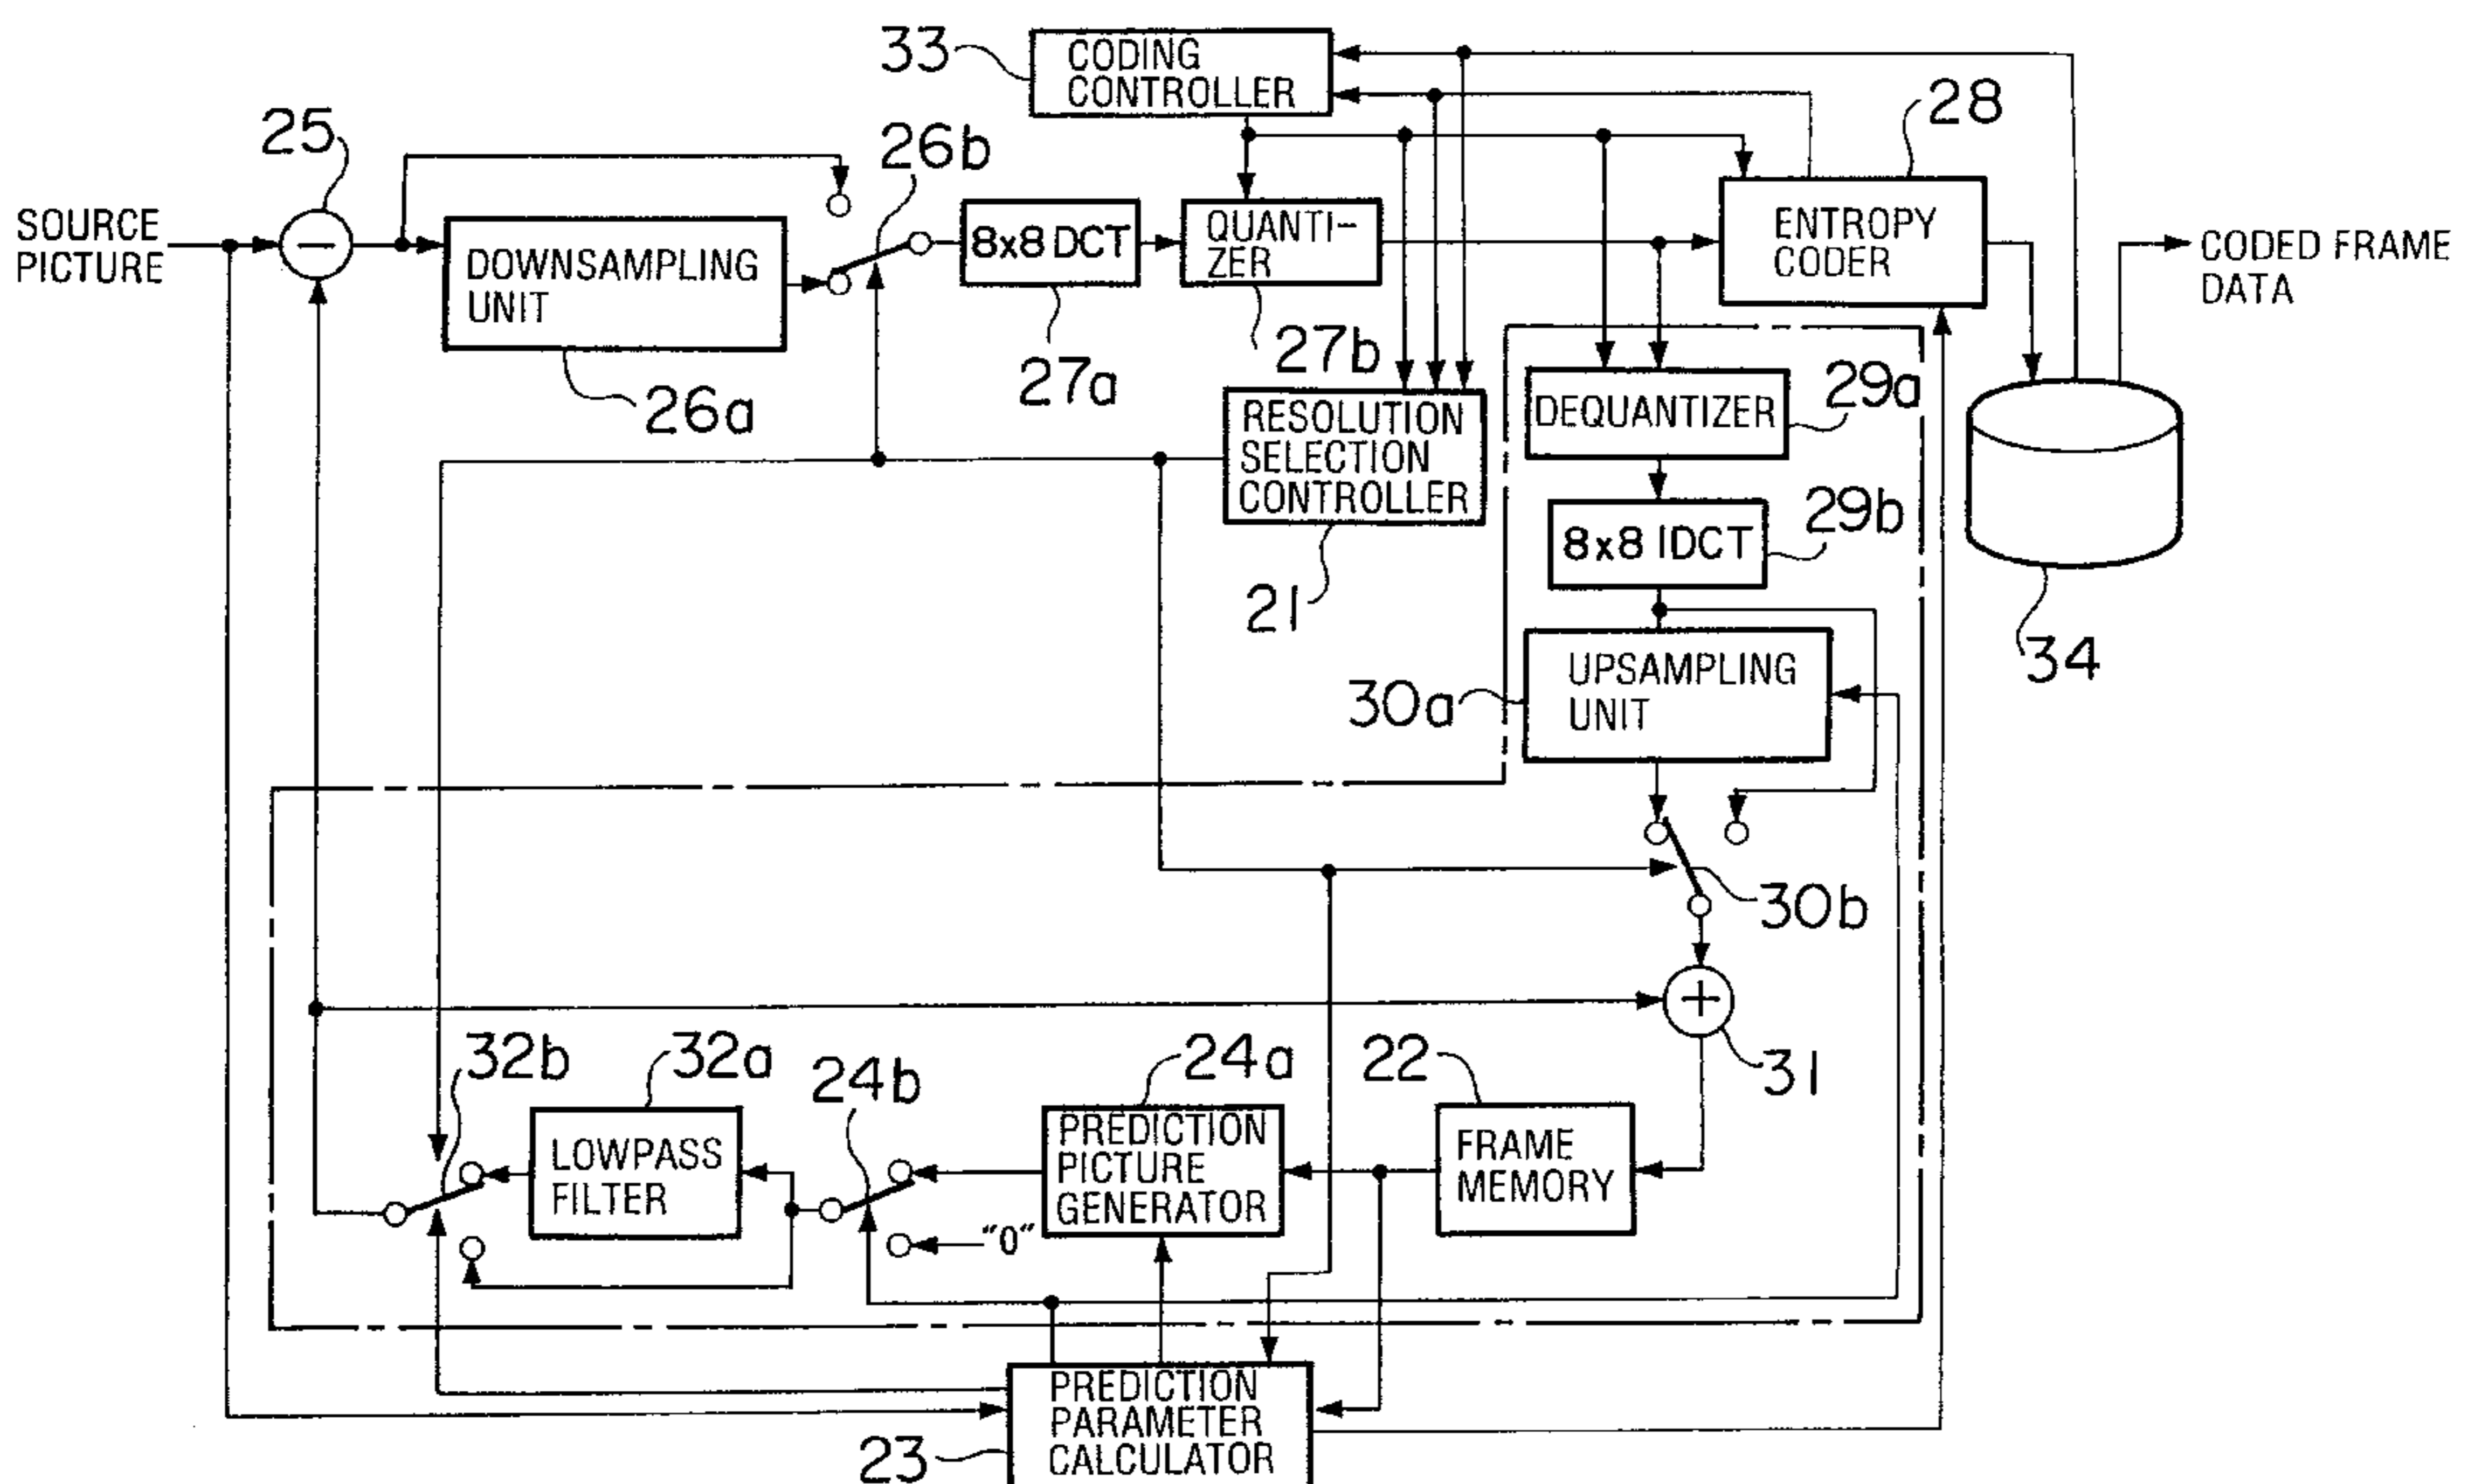 33
CODING
CONTROLLER
28
25
26b
SOURCE
PICTURE
DOWNSAMPLING
UNIT
8x8 DCT
QUANTI-
ZER
ENTROPY
CODER
CODED FRAME
DATA
26a
27a
27b
RESOLUTION
SELECTION
CONTROLLER
21
DEQUANTIZER
29a
8x8 IDCT
29b
34
30a
UPSAMPLING
UNIT
30b
31
32b
32a
24b
24a
22
LOWPASS
FILTER
PREDICTION
PICTURE
GENERATOR
"0"
FRAME
MEMORY
23
PREDICTION
PARAMETER
CALCULATOR